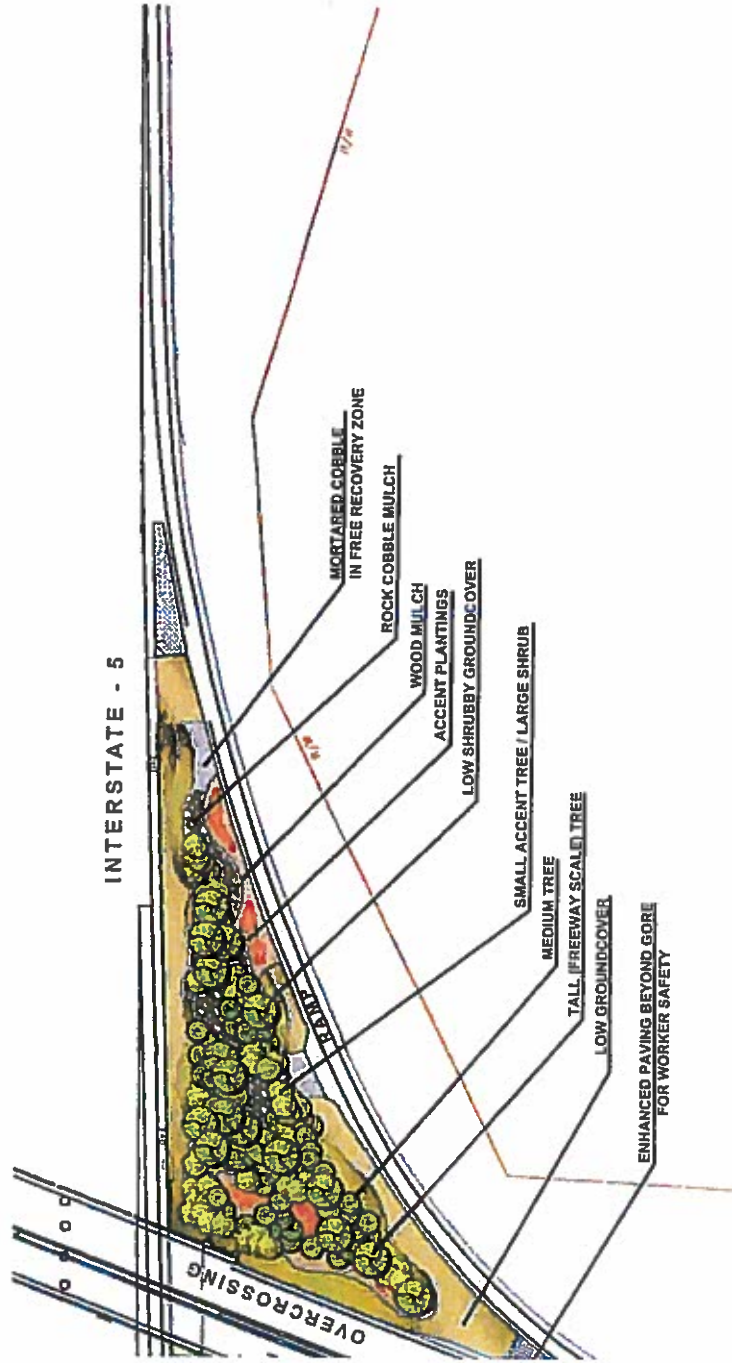 INTERSTATE - 5
MORTARED COBBLE
IN FREE RECOVERY ZONE
ROCK COBBLE MULCH
WOOD MULCH
ACCENT PLANTINGS
LOW SHRUBBY GROUNDCOVER
SMALL ACCENT TREE / LARGE SHRUB
MEDIUM TREE
TALL (FREEWAY SCALE) TREE
LOW GROUNDCOVER
ENHANCED PAVING BEYOND GORE
FOR WORKER SAFETY
RAMP
OVERCROSSING